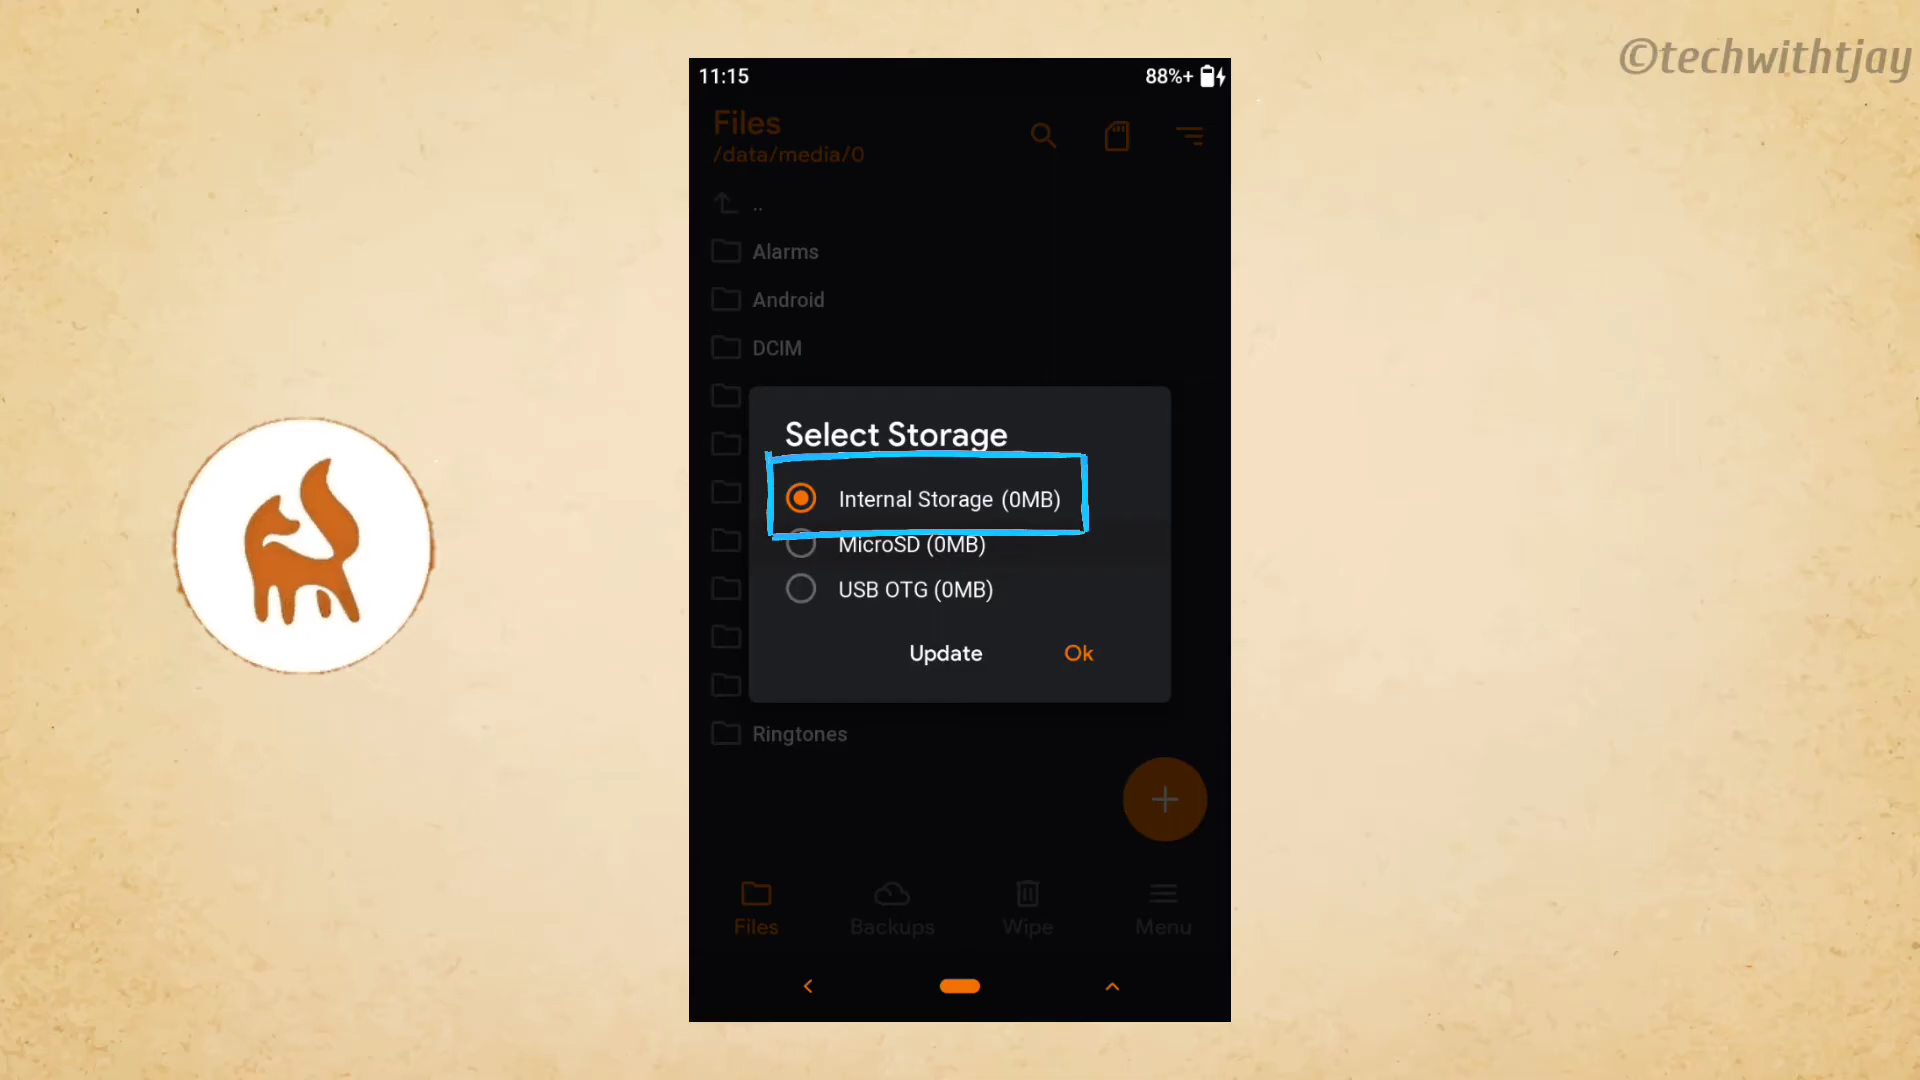 ©techwithtjay
11:15
88%+
Files
/data/media/0
..
Alarms
Android
DCIM
Select Storage
Internal Storage (0MB)
MicroSD (0MB)
USB OTG (0MB)
Update
Ok
Ringtones
Files
Backups
Wipe
Menu